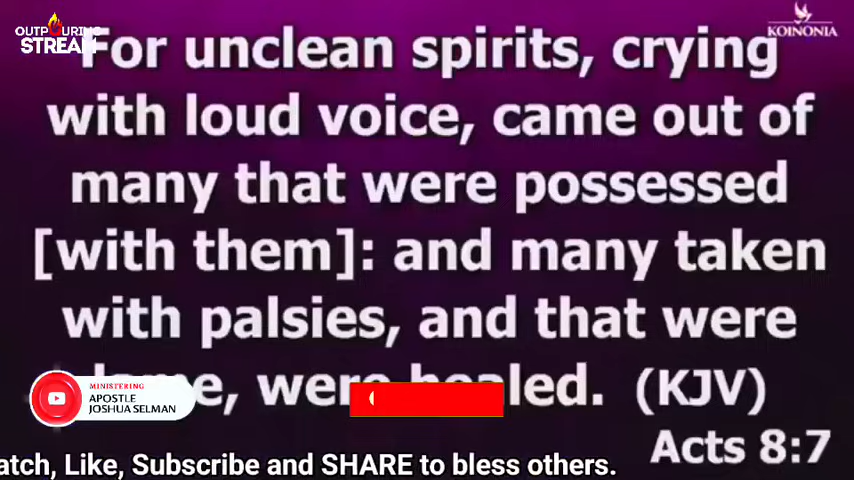 OUTPOURING
STREAM
KOINONIA
For unclean spirits, crying
with loud voice, came out of
many that were possessed
[with them]: and many taken
with palsies, and that were
lame, were healed. (KJV)
Acts 8:7
MINISTERING
APOSTLE
JOSHUA SELMAN
atch, Like, Subscribe and SHARE to bless others.